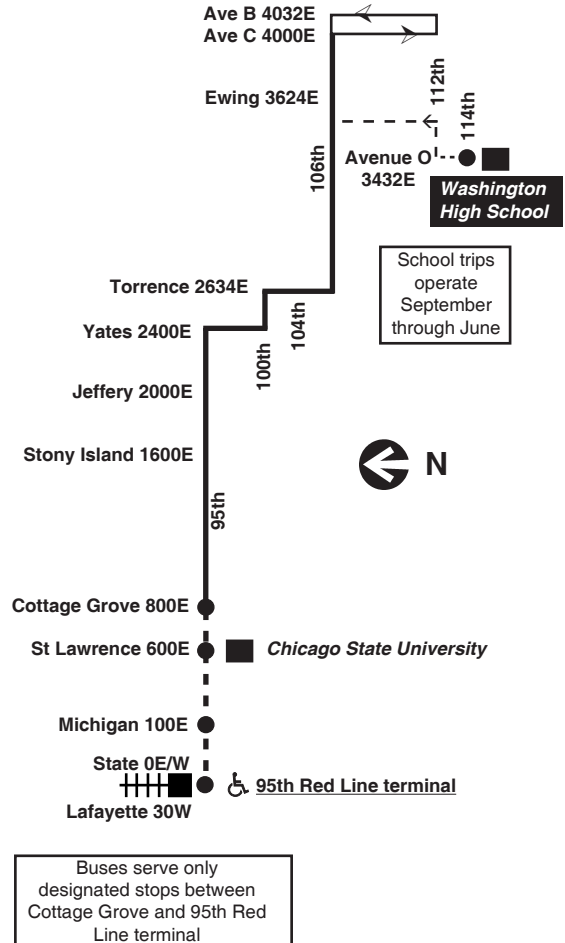 Ave B 4032E
Ave C 4000E
Ewing 3624E
112th
114th
106th
Avenue O
3432E
Washington
High School
School trips
operate
September
through June
Torrence 2634E
Yates 2400E
104th
100th
Jeffery 2000E
Stony Island 1600E
N
95th
Cottage Grove 800E
St Lawrence 600E
Chicago State University
Michigan 100E
State 0E/W
95th Red Line terminal
Lafayette 30W
Buses serve only
designated stops between
Cottage Grove and 95th Red
Line terminal